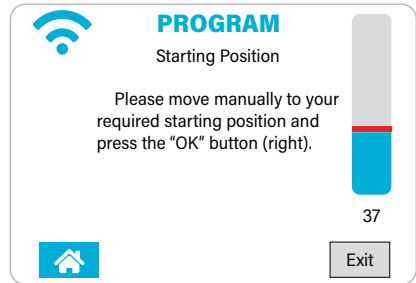 PROGRAM
Starting Position
Please move manually to your
required starting position and
press the “OK” button (right).
37
Exit